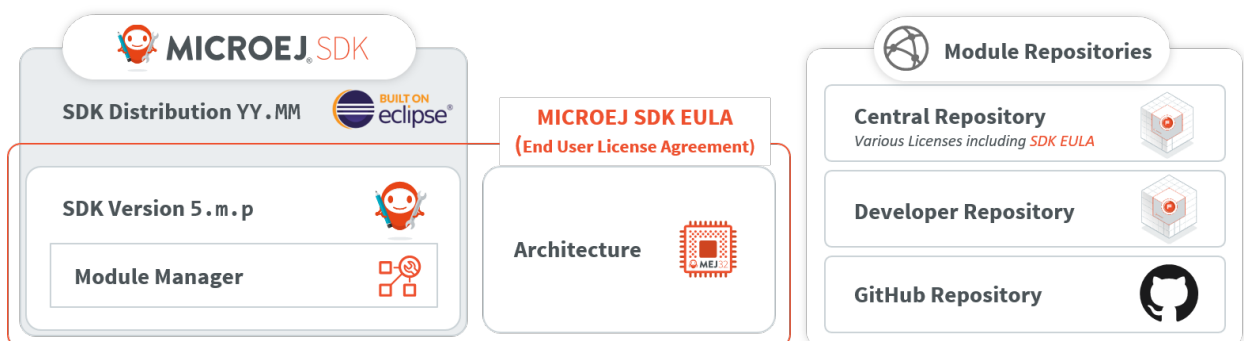 MICROEJ® SDK
SDK Distribution YY.MM
BUILT ON
eclipse®
SDK Version 5.m.p
Module Manager
MICROEJ SDK EULA
(End User License Agreement)
Architecture
MEJ32
Module Repositories
Central Repository
Various Licenses including SDK EULA
Developer Repository
GitHub Repository